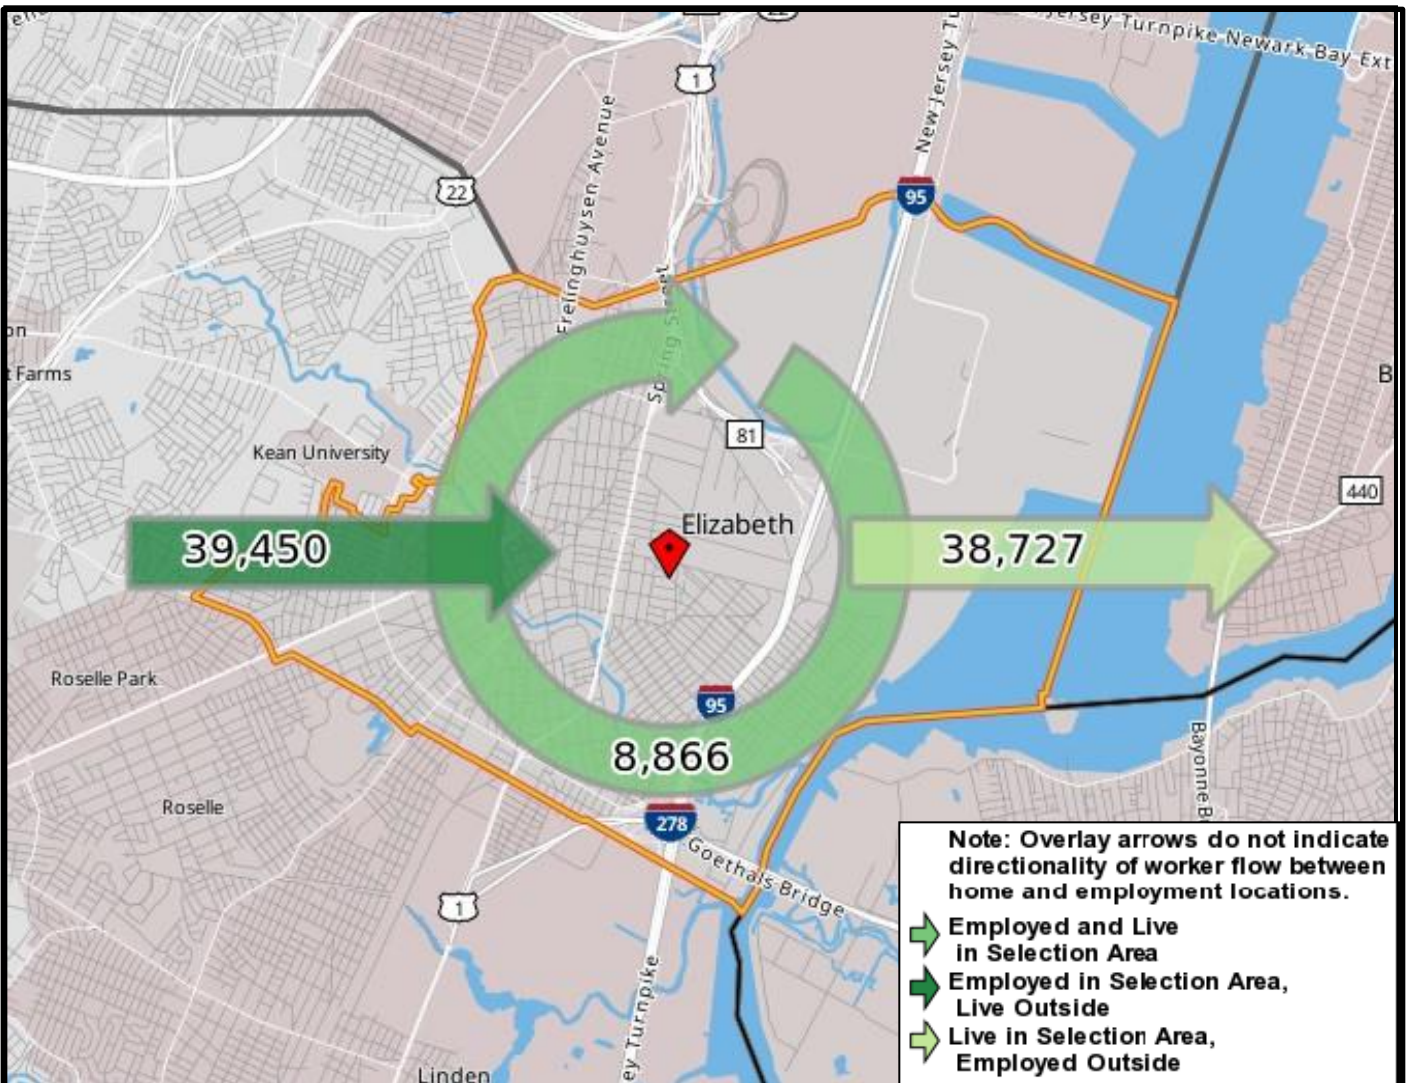 Jersey Turnpike Newark Bay Ext
22
1
New Jersey Tu
Frelinghuysen Avenue
22
95
on
t Farms
B
Spring Street
81
Kean University
440
Elizabeth
39,450
38,727
Roselle Park
95
8,866
Bayonne B
Roselle
278
Goethals Bridge
1
ey Turnpike
Linden
Note: Overlay arrows do not indicate
directionality of worker flow between
home and employment locations.
Employed and Live
in Selection Area
Employed in Selection Area,
Live Outside
Live in Selection Area,
Employed Outside